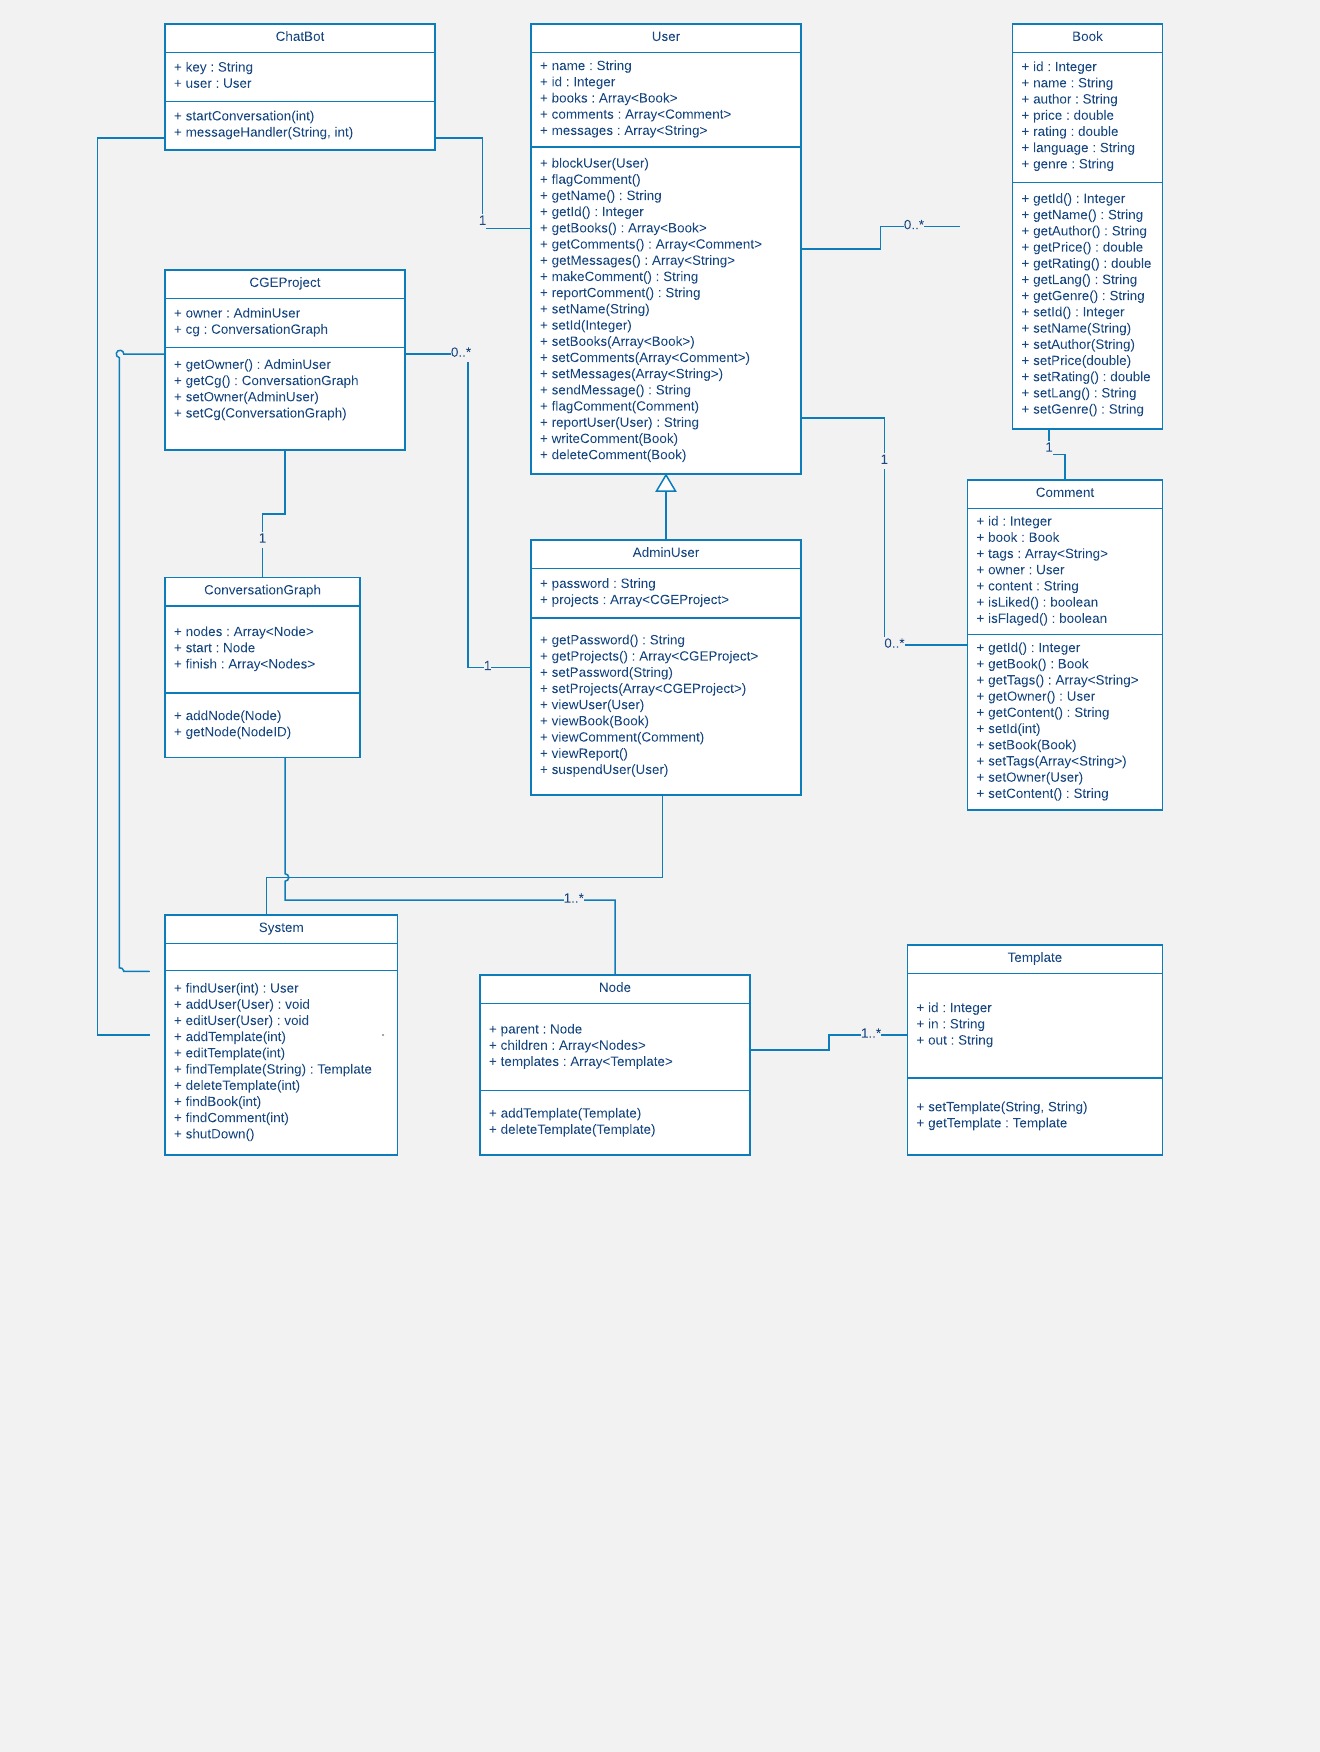 ChatBot
+ key : String
+ user : User
+ startConversation(int)
+ messageHandler(String, int)
1
User
+ name : String
+ id : Integer
+ books : Array<Book>
+ comments : Array<Comment>
+ messages : Array<String>
+ blockUser(User)
+ flagComment()
+ getName() : String
+ getId() : Integer
+ getBooks() : Array<Book>
+ getComments() : Array<Comment>
+ getMessages() : Array<String>
+ makeComment() : String
+ reportComment() : String
+ setName(String)
+ setId(Integer)
+ setBooks(Array<Book>)
+ setComments(Array<Comment>)
+ setMessages(Array<String>)
+ sendMessage() : String
+ flagComment(Comment)
+ reportUser(User) : String
+ writeComment(Book)
+ deleteComment(Book)
0..*
Book
+ id : Integer
+ name : String
+ author : String
+ price : double
+ rating : double
+ language : String
+ genre : String
+ getId() : Integer
+ getName() : String
+ getAuthor() : String
+ getPrice() : double
+ getRating() : double
+ getLang() : String
+ getGenre() : String
+ setId() : Integer
+ setName(String)
+ setAuthor(String)
+ setPrice(double)
+ setRating() : double
+ setLang() : String
+ setGenre() : String
1
CGEProject
+ owner : AdminUser
+ cg : ConversationGraph
+ getOwner() : AdminUser
+ getCg() : ConversationGraph
+ setOwner(AdminUser)
+ setCg(ConversationGraph)
0..*
1
1
ConversationGraph
+ nodes : Array<Node>
+ start : Node
+ finish : Array<Nodes>
+ addNode(Node)
+ getNode(NodeID)
AdminUser
+ password : String
+ projects : Array<CGEProject>
+ getPassword() : String
+ getProjects() : Array<CGEProject>
+ setPassword(String)
+ setProjects(Array<CGEProject>)
+ viewUser(User)
+ viewBook(Book)
+ viewComment(Comment)
+ viewReport()
+ suspendUser(User)
1
0..*
Comment
+ id : Integer
+ book : Book
+ tags : Array<String>
+ owner : User
+ content : String
+ isLiked() : boolean
+ isFlaged() : boolean
+ getId() : Integer
+ getBook() : Book
+ getTags() : Array<String>
+ getOwner() : User
+ getContent() : String
+ setId(int)
+ setBook(Book)
+ setTags(Array<String>)
+ setOwner(User)
+ setContent() : String
1..*
System
+ findUser(int) : User
+ addUser(User) : void
+ editUser(User) : void
+ addTemplate(int)
+ editTemplate(int)
+ findTemplate(String) : Template
+ deleteTemplate(int)
+ findBook(int)
+ findComment(int)
+ shutDown()
Node
+ parent : Node
+ children : Array<Nodes>
+ templates : Array<Template>
+ addTemplate(Template)
+ deleteTemplate(Template)
1..*
Template
+ id : Integer
+ in : String
+ out : String
+ setTemplate(String, String)
+ getTemplate : Template